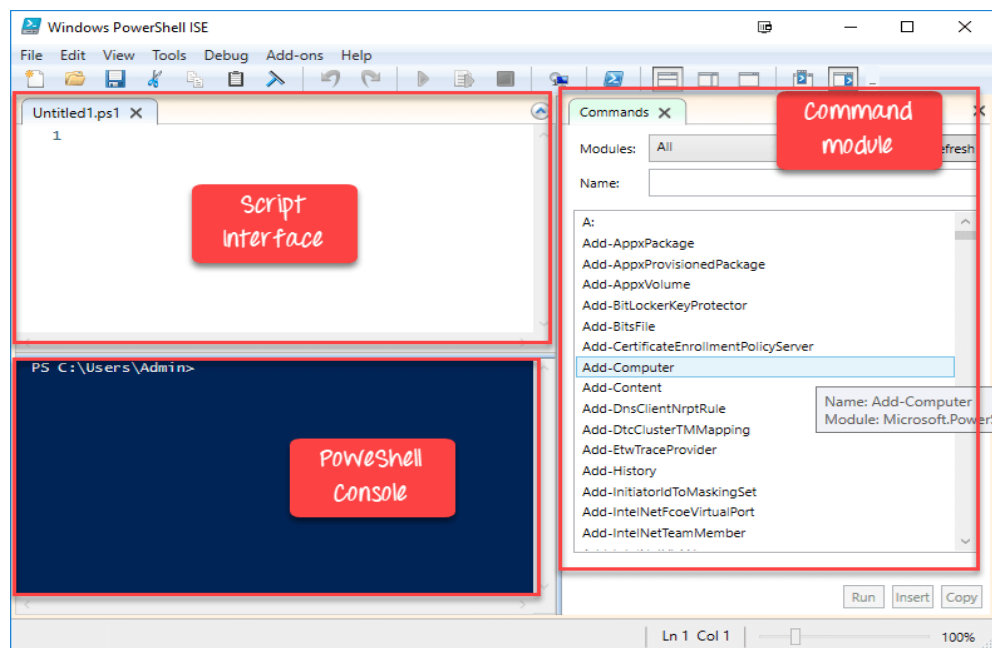 Windows PowerShell ISE
File Edit View Tools Debug Add-ons Help
Untitled1.ps1
1
Script
Interface
PS C:\Users\Admin>
PoweShell
Console
Commands
Command
module
Modules: All
efresh
Name:
A:
Add-AppxPackage
Add-AppxProvisionedPackage
Add-AppxVolume
Add-BitLockerKeyProtector
Add-BitsFile
Add-CertificateEnrollmentPolicyServer
Add-Computer
Add-Content
Add-DnsClientNrptRule
Add-DtcClusterTMMapping
Add-EtwTraceProvider
Add-History
Add-InitiatorIdToMaskingSet
Add-IntelNetFcoeVirtualPort
Add-IntelNetTeamMember
Name: Add-Computer
Module: Microsoft.PowerS
Run Insert Copy
Ln 1 Col 1
100%